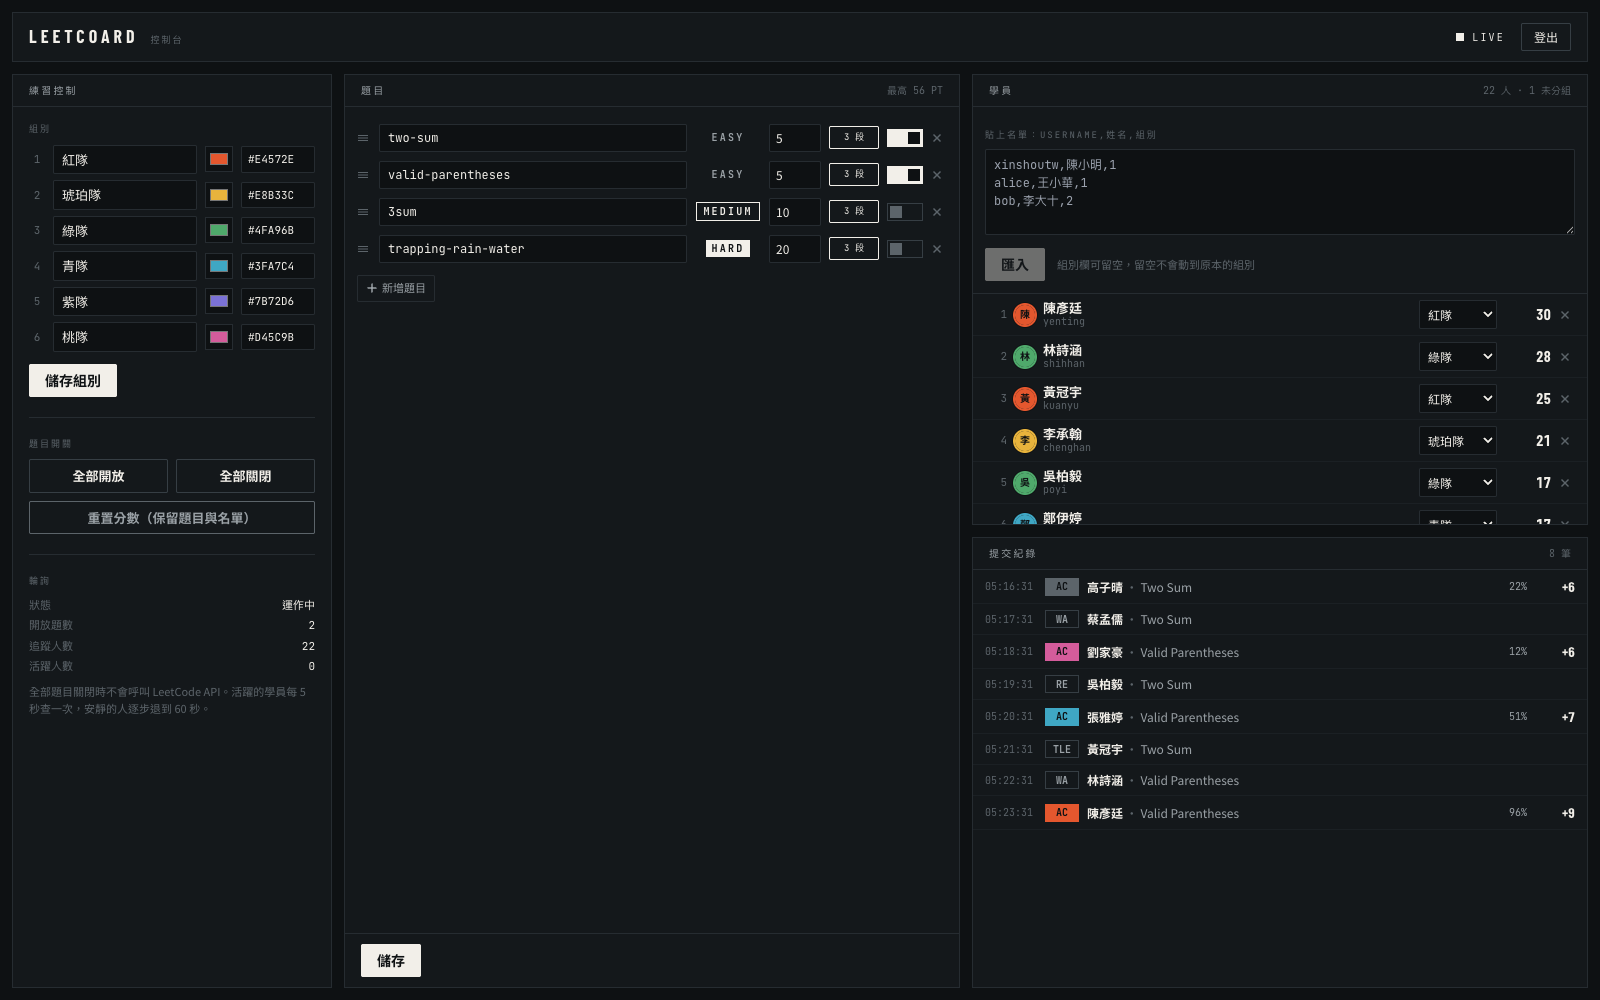 LEETCOARD 控制台
LIVE 登出
練習控制
組別
1 紅隊 #E4572E
2 琥珀隊 #E8B33C
3 綠隊 #4FA96B
4 青隊 #3FA7C4
5 紫隊 #7B72D6
6 桃隊 #D45C9B
儲存組別
題目開關
全部開放 全部關閉
重置分數（保留題目與名單）
輪詢
狀態 運作中
開放題數 2
追蹤人數 22
活躍人數 0
全部題目關閉時不會呼叫 LeetCode API。活躍的學員每 5
秒查一次，安靜的人逐步退到 60 秒。
題目 最高 56 PT
two-sum EASY 5 3 段
valid-parentheses EASY 5 3 段
3sum MEDIUM 10 3 段
trapping-rain-water HARD 20 3 段
+ 新增題目
儲存
學員 22 人 · 1 未分組
貼上名單：USERNAME,姓名,組別
xinshoutw,陳小明,1
alice,王小華,1
bob,李大十,2
匯入 組別欄可留空，留空不會動到原本的組別
1 陳 陳彥廷 紅隊 30
yenting
2 林 林詩涵 綠隊 28
shihhan
3 黃 黃冠宇 紅隊 25
kuanyu
4 李 李承翰 琥珀隊 21
chenghan
5 吳 吳柏毅 綠隊 17
poyi
6 鄭 鄭伊婷 青隊 17
提交紀錄 8 筆
05:16:31 AC 高子晴 · Two Sum 22% +6
05:17:31 WA 蔡孟儒 · Two Sum
05:18:31 AC 劉家豪 · Valid Parentheses 12% +6
05:19:31 RE 吳柏毅 · Two Sum
05:20:31 AC 張雅婷 · Valid Parentheses 51% +7
05:21:31 TLE 黃冠宇 · Two Sum
05:22:31 WA 林詩涵 · Valid Parentheses
05:23:31 AC 陳彥廷 · Valid Parentheses 96% +9